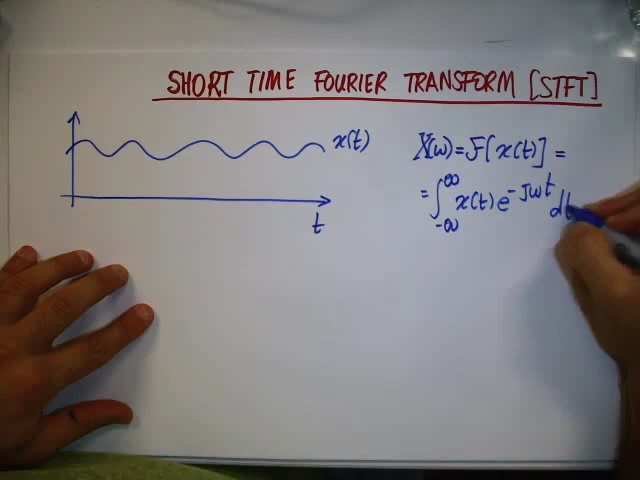 SHORT TIME FOURIER TRANSFORM [STFT]
x(t)
t
X(ω) = F[x(t)] =
= ∫_{-∞}^{∞} x(t) e^{-jωt} dt